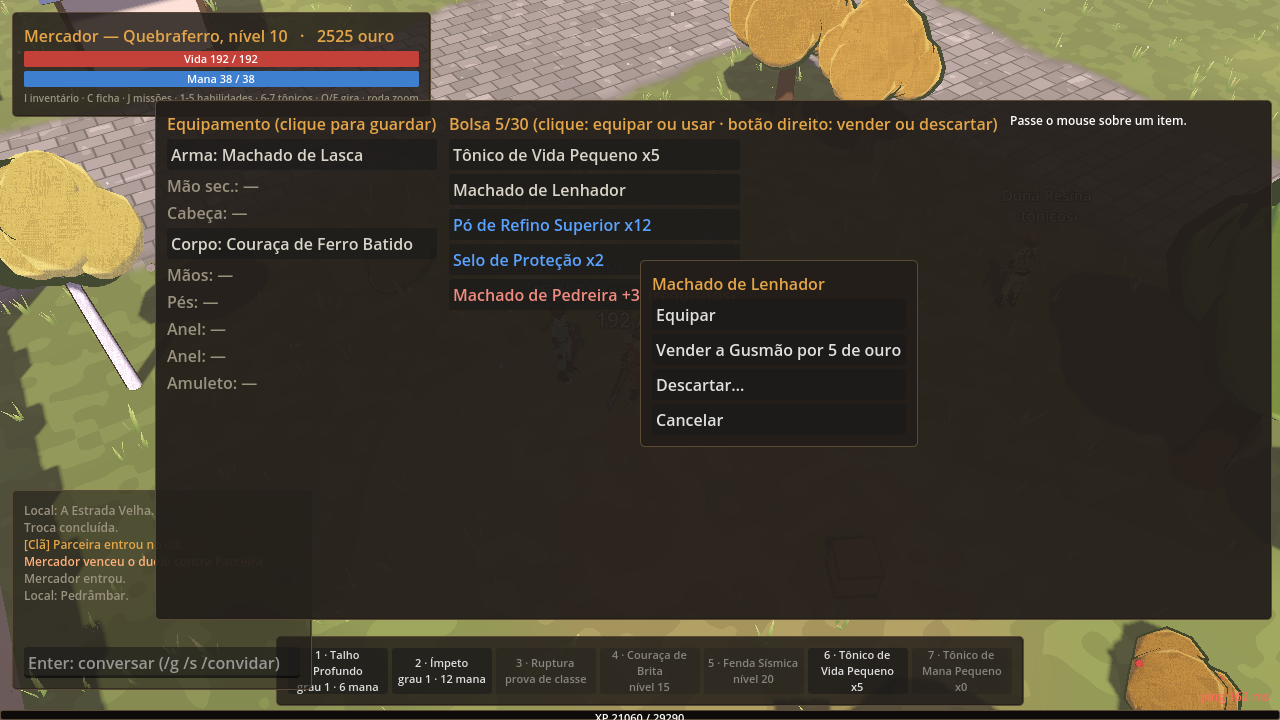 Mercador — Quebraferro, nível 10 · 2525 ouro
Vida 192 / 192
Mana 38 / 38
I inventário · C ficha · J missões · 1-5 habilidades · 6-7 tônicos · Q/E gira · roda zoom
Equipamento (clique para guardar)
Arma: Machado de Lasca
Mão sec.: —
Cabeça: —
Corpo: Couraça de Ferro Batido
Mãos: —
Pés: —
Anel: —
Anel: —
Amuleto: —
Bolsa 5/30 (clique: equipar ou usar · botão direito: vender ou descartar)
Tônico de Vida Pequeno x5
Machado de Lenhador
Pó de Refino Superior x12
Selo de Proteção x2
Machado de Pedreira +3
Passe o mouse sobre um item.
Dona Resina
‹tônicos›
192
Machado de Lenhador
Equipar
Vender a Gusmão por 5 de ouro
Descartar...
Cancelar
Local: A Estrada Velha.
Troca concluída.
[Clã] Parceira entrou n
Mercador venceu o duelo contra Parceira
Mercador entrou.
Local: Pedrâmbar.
Enter: conversar (/g /s /convidar)
1 · Talho
Profundo
grau 1 · 6 mana
2 · Ímpeto
grau 1 · 12 mana
3 · Ruptura
prova de classe
4 · Couraça de
Brita
nível 15
5 · Fenda Sísmica
nível 20
6 · Tônico de
Vida Pequeno
x5
7 · Tônico de
Mana Pequeno
x0
XP 21060 / 29290